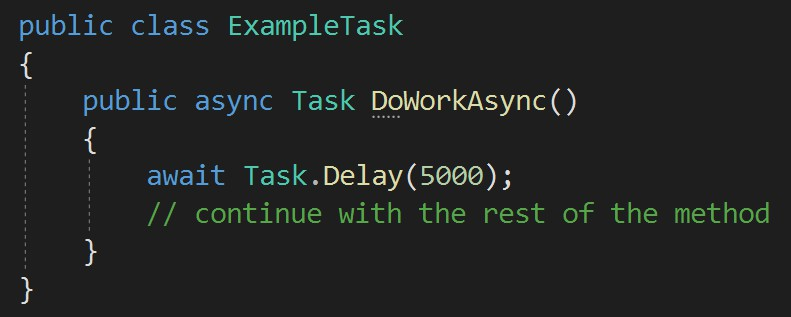 public class ExampleTask
{
public async Task DoWorkAsync()
{
await Task.Delay(5000);
// continue with the rest of the method
}
}